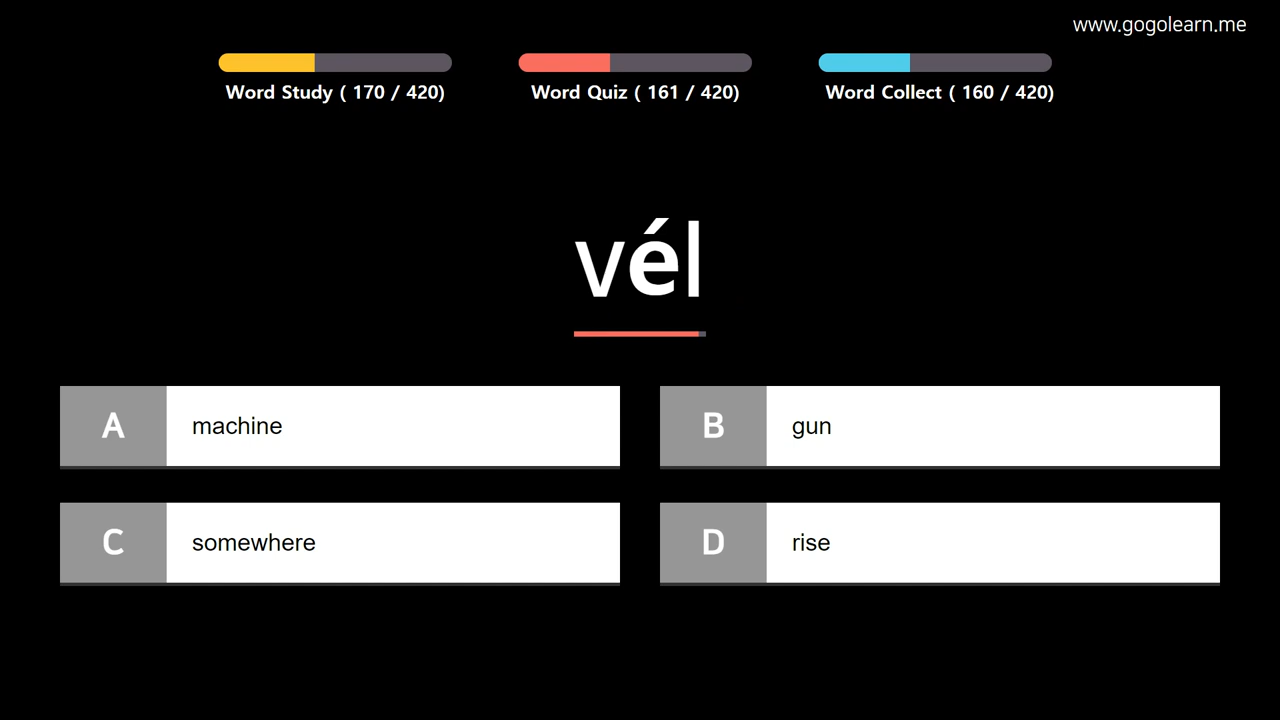 www.gogolearn.me
Word Study ( 170 / 420)
Word Quiz ( 161 / 420)
Word Collect ( 160 / 420)
vél
A machine
B gun
C somewhere
D rise